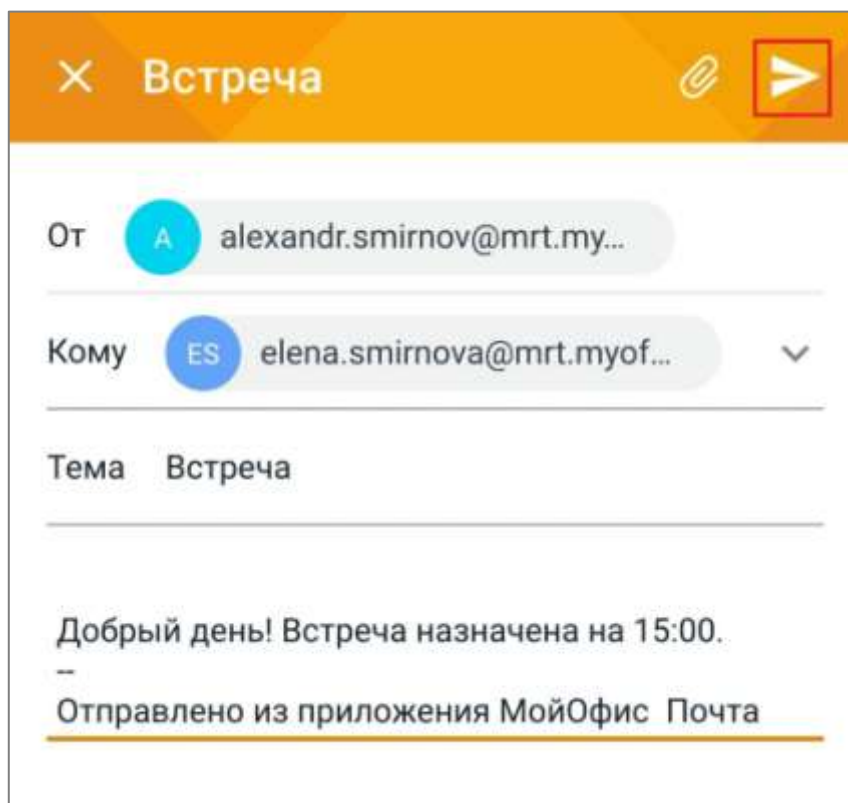 Встреча
От A alexandr.smirnov@mrt.my...
Кому ES elena.smirnova@mrt.myof...
Тема Встреча
Добрый день! Встреча назначена на 15:00.
--
Отправлено из приложения МойОфис Почта